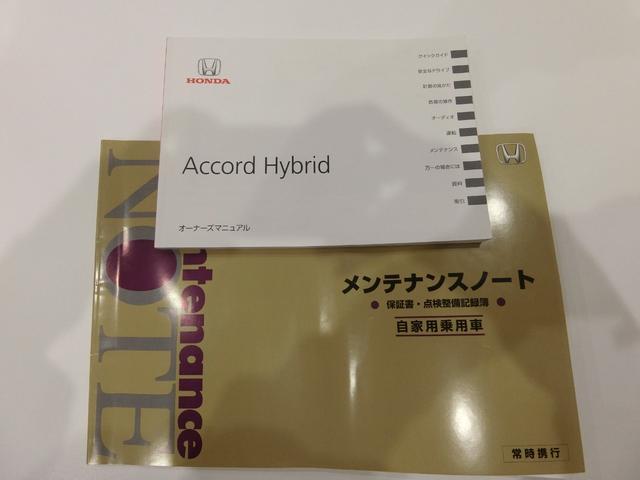 HONDA
Accord Hybrid
オーナーズマニュアル
クイックガイド
安全なドライブ
計器の見かた
各部の操作
オーディオ
運転
メンテナンス
万一の場合には
資料
索引
NOTE
ntenance
メンテナンスノート
● 保証書・点検整備記録簿 ●
自家用乗用車
常時携行